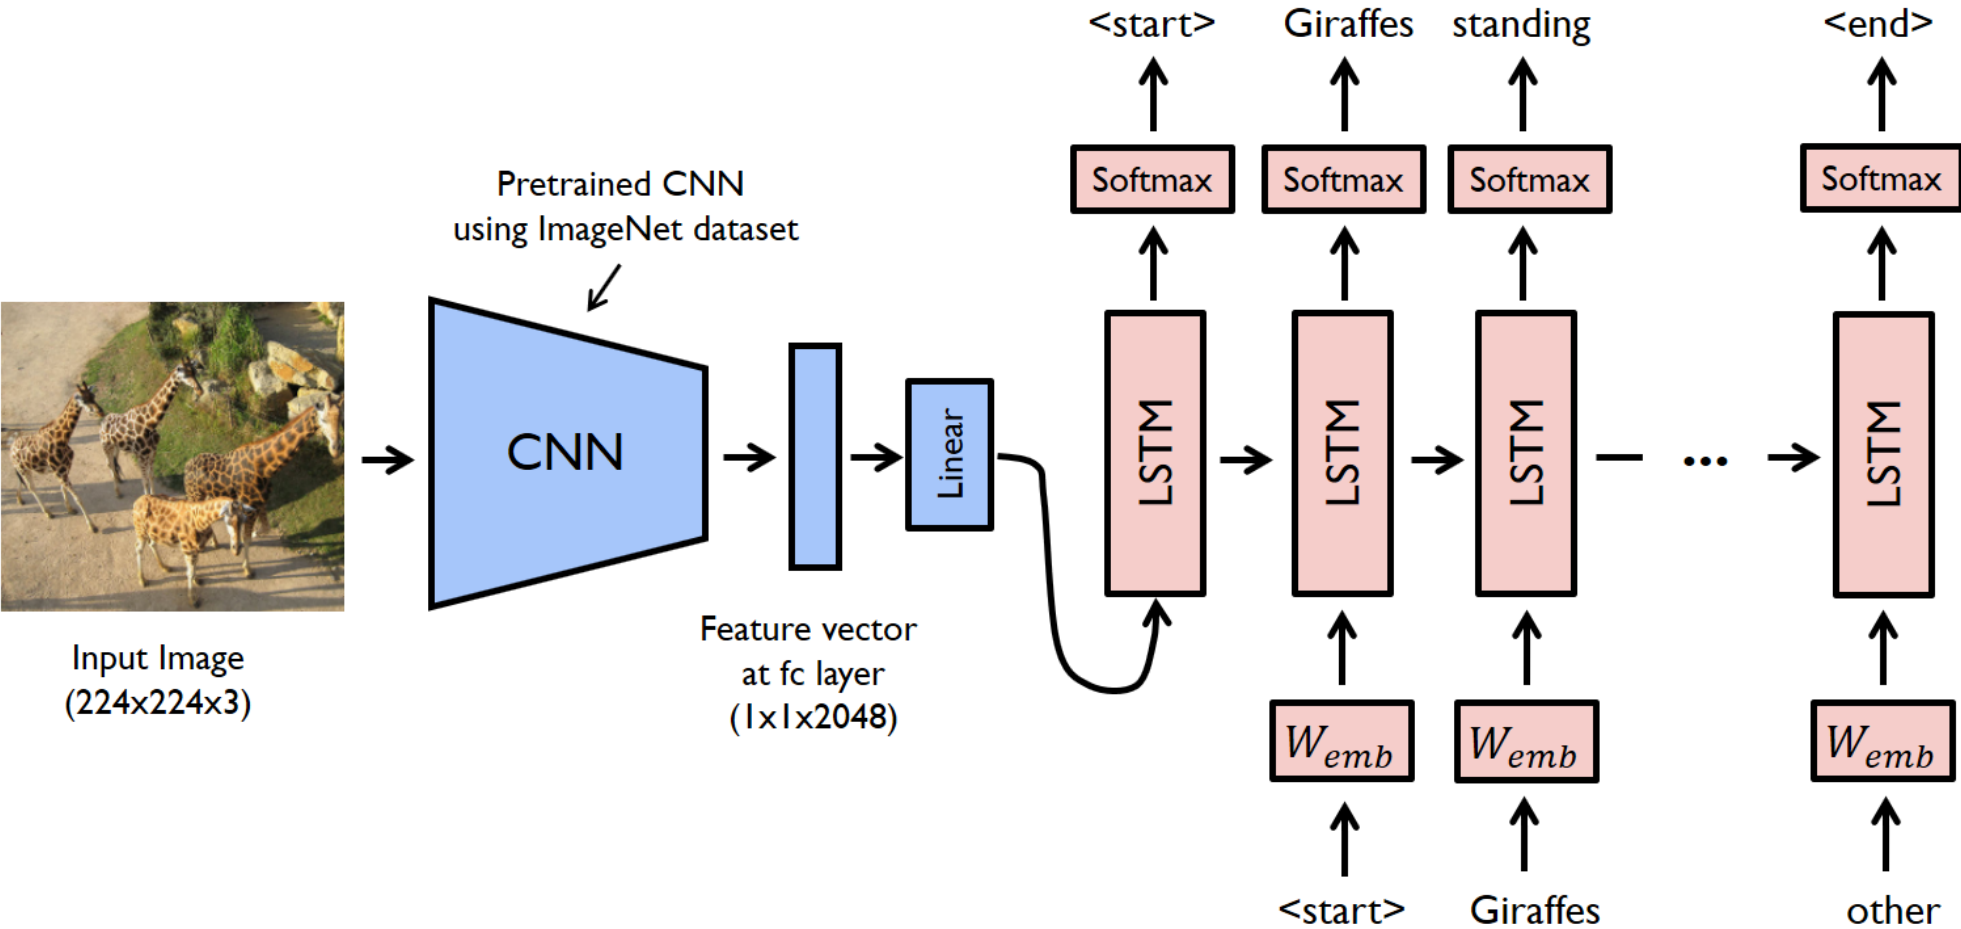 <start> Giraffes standing <end>
Softmax Softmax Softmax Softmax
Pretrained CNN
using ImageNet dataset
CNN
Linear
LSTM LSTM LSTM ... LSTM
Input Image
(224x224x3)
Feature vector
at fc layer
(1x1x2048)
W_emb W_emb W_emb
<start> Giraffes other